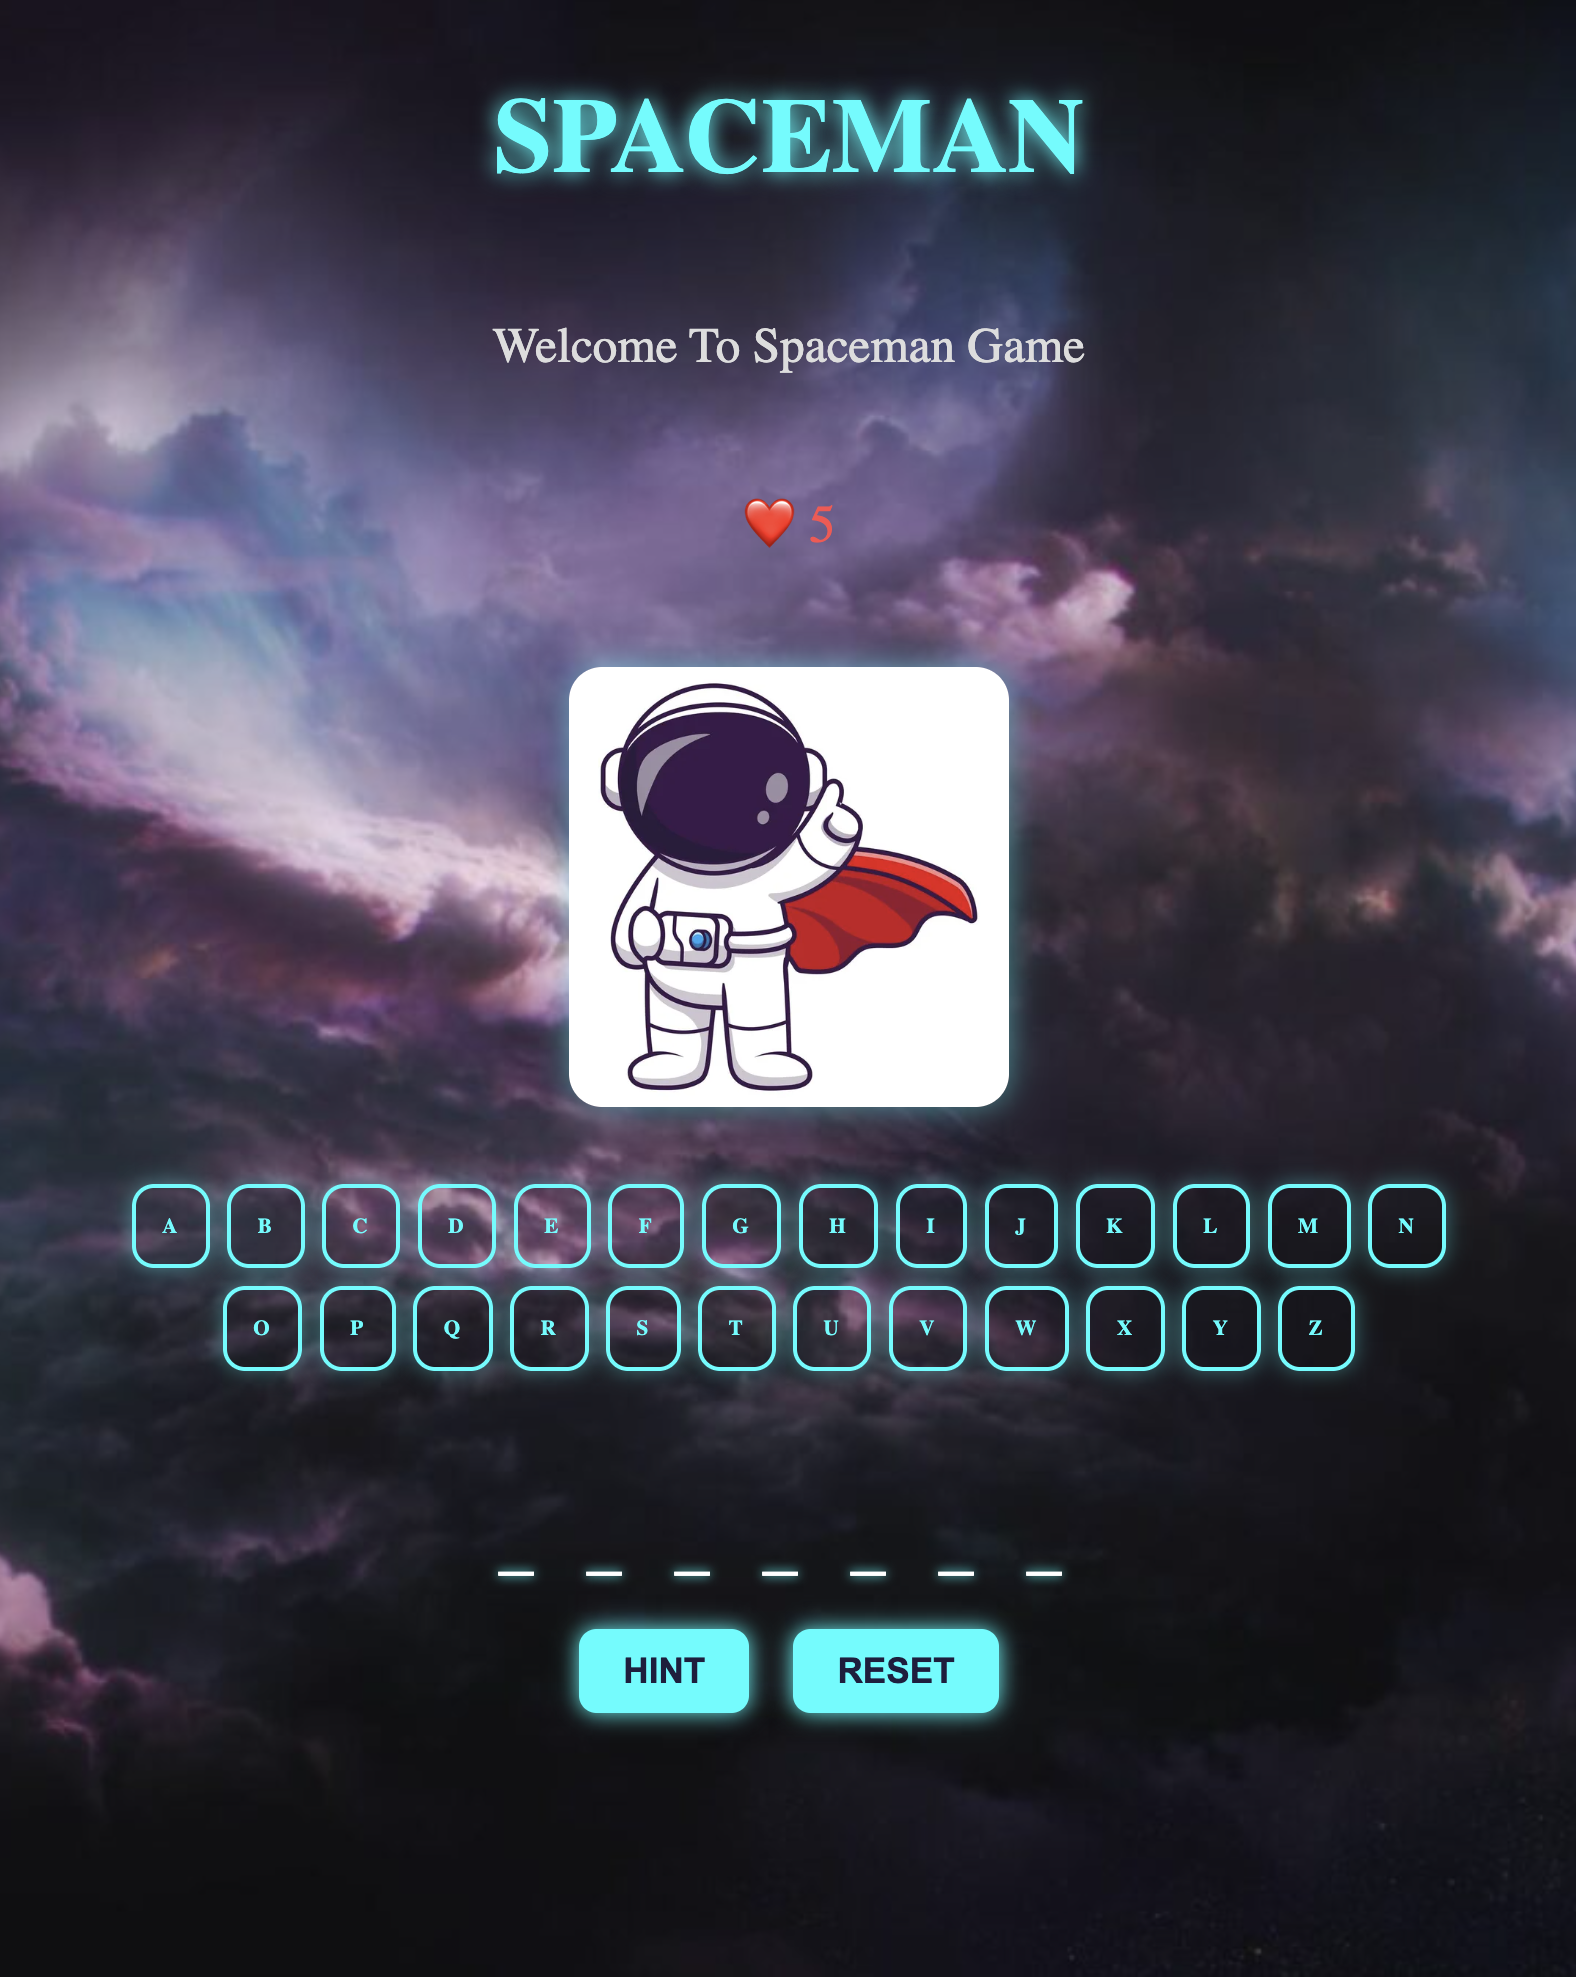 SPACEMAN
Welcome To Spaceman Game
❤️ 5
A B C D E F G H I J K L M N
O P Q R S T U V W X Y Z
_ _ _ _ _ _ _
HINT RESET